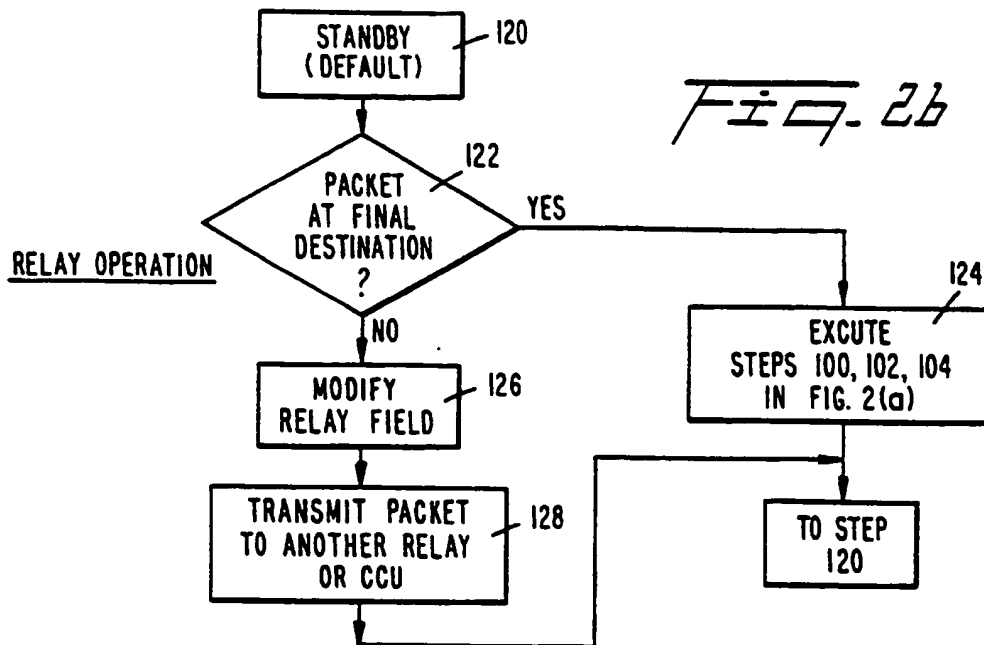 STANDBY
(DEFAULT)
120
Fig. 2b
122
PACKET
AT FINAL
DESTINATION
?
YES
RELAY OPERATION
NO
124
EXCUTE
STEPS 100, 102, 104
IN FIG. 2(a)
MODIFY
RELAY FIELD
126
TRANSMIT PACKET
TO ANOTHER RELAY
OR CCU
128
TO STEP
120